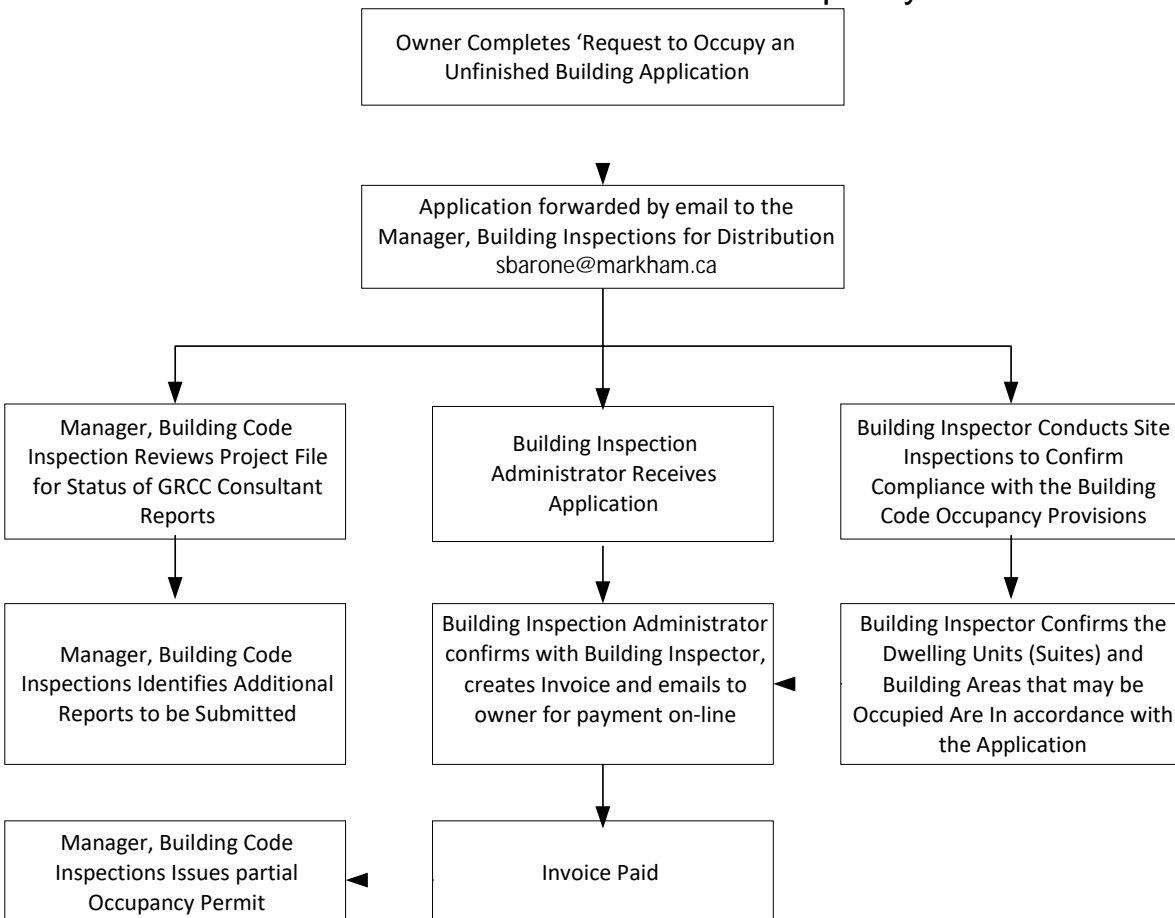 Owner Completes ‘Request to Occupy an
Unfinished Building Application
Application forwarded by email to the
Manager, Building Inspections for Distribution
sbarone@markham.ca
Manager, Building Code
Inspection Reviews Project File
for Status of GRCC Consultant
Reports
Building Inspection
Administrator Receives
Application
Building Inspector Conducts Site
Inspections to Confirm
Compliance with the Building
Code Occupancy Provisions
Manager, Building Code
Inspections Identifies Additional
Reports to be Submitted
Building Inspection Administrator
confirms with Building Inspector,
creates Invoice and emails to
owner for payment on-line
Building Inspector Confirms the
Dwelling Units (Suites) and
Building Areas that may be
Occupied Are In accordance with
the Application
Manager, Building Code
Inspections Issues partial
Occupancy Permit
Invoice Paid